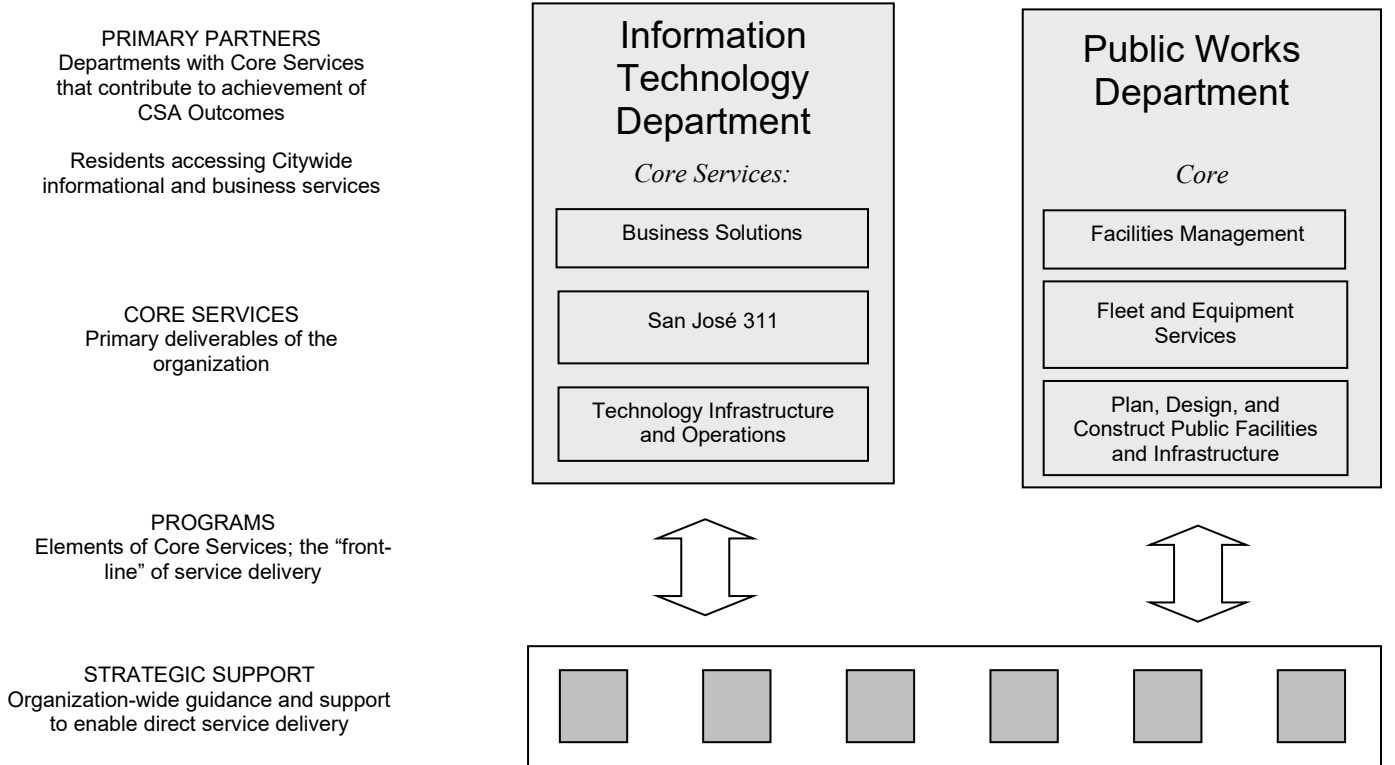 PRIMARY PARTNERS
Departments with Core Services
that contribute to achievement of
CSA Outcomes
Residents accessing Citywide
informational and business services
CORE SERVICES
Primary deliverables of the
organization
PROGRAMS
Elements of Core Services; the “front-
line” of service delivery
STRATEGIC SUPPORT
Organization-wide guidance and support
to enable direct service delivery
Information
Technology
Department
Core Services:
Business Solutions
San José 311
Technology Infrastructure
and Operations
Public Works
Department
Core
Facilities Management
Fleet and Equipment
Services
Plan, Design, and
Construct Public Facilities
and Infrastructure